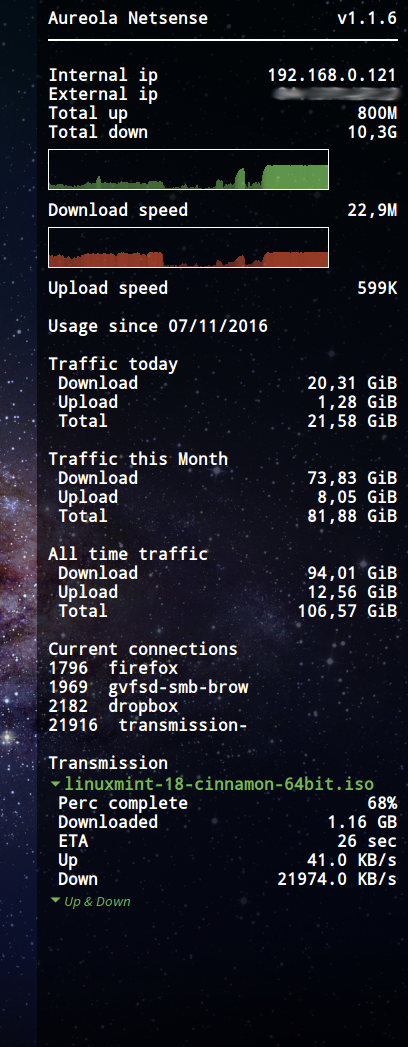 Aureola Netsense v1.1.6
Internal ip 192.168.0.121
External ip
Total up 800M
Total down 10,3G
Download speed 22,9M
Upload speed 599K
Usage since 07/11/2016
Traffic today
Download 20,31 GiB
Upload 1,28 GiB
Total 21,58 GiB
Traffic this Month
Download 73,83 GiB
Upload 8,05 GiB
Total 81,88 GiB
All time traffic
Download 94,01 GiB
Upload 12,56 GiB
Total 106,57 GiB
Current connections
1796 firefox
1969 gvfsd-smb-brow
2182 dropbox
21916 transmission-
Transmission
linuxmint-18-cinnamon-64bit.iso
Perc complete 68%
Downloaded 1.16 GB
ETA 26 sec
Up 41.0 KB/s
Down 21974.0 KB/s
Up & Down